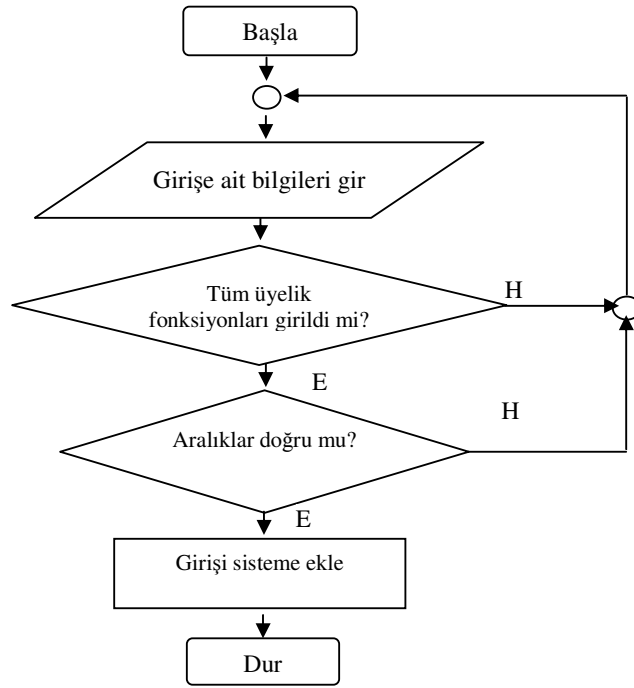 Başla
Girişe ait bilgileri gir
Tüm üyelik
fonksiyonları girildi mi?
H
E
H
Aralıklar doğru mu?
E
Girişi sisteme ekle
Dur